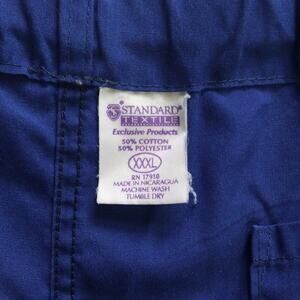 STANDARD
TEXTILE
Exclusive Products
50% COTTON
50% POLYESTER
XXXL
RN 17910
MADE IN NICARAGUA
MACHINE WASH
TUMBLE DRY